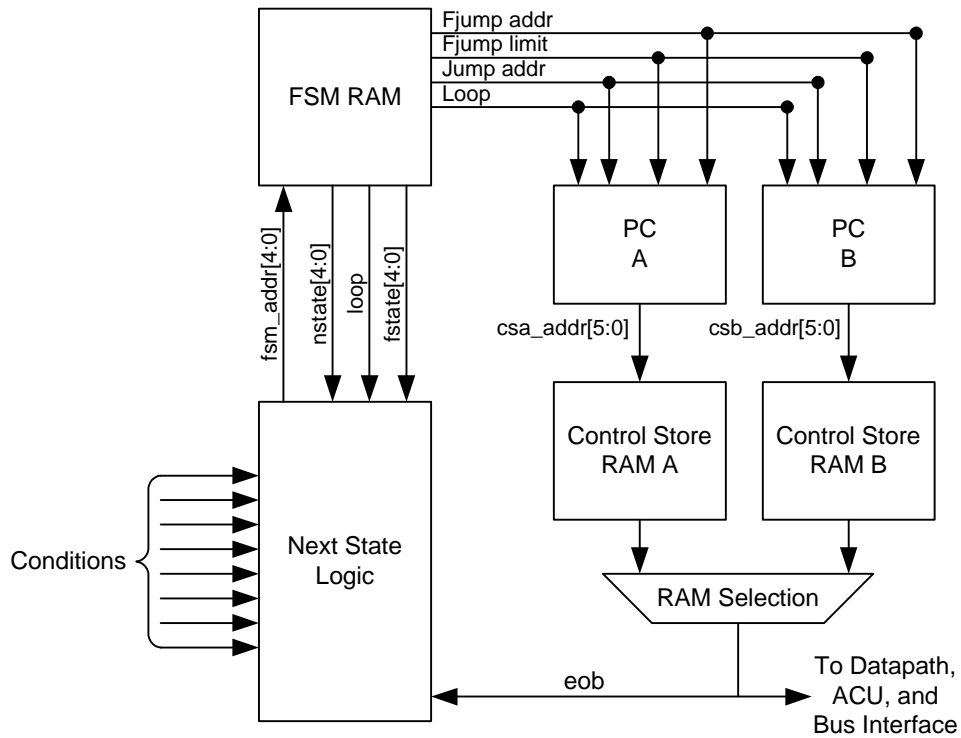 Fjump addr
Fjump limit
Jump addr
Loop
FSM RAM
PC
A
PC
B
fsm_addr[4:0]
nstate[4:0]
loop
fstate[4:0]
csa_addr[5:0]
csb_addr[5:0]
Control Store
RAM A
Control Store
RAM B
Conditions
Next State
Logic
RAM Selection
eob
To Datapath,
ACU, and
Bus Interface